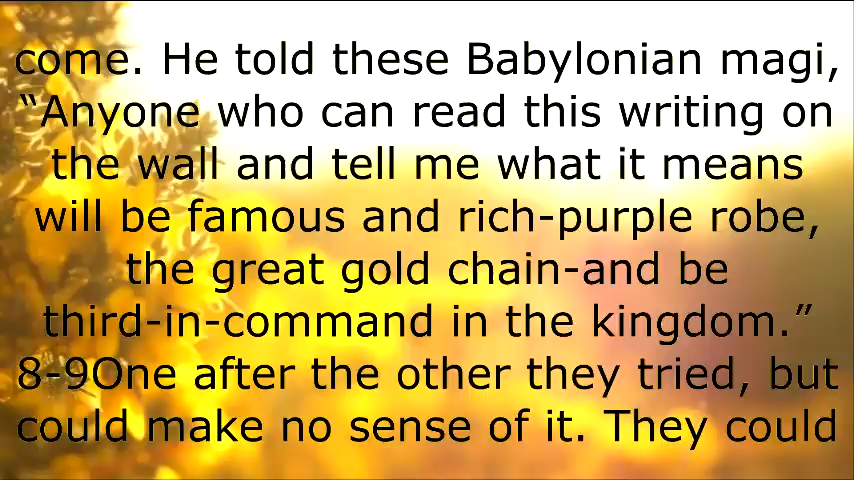 come. He told these Babylonian magi,
“Anyone who can read this writing on
the wall and tell me what it means
will be famous and rich-purple robe,
the great gold chain-and be
third-in-command in the kingdom.”
8-9One after the other they tried, but
could make no sense of it. They could